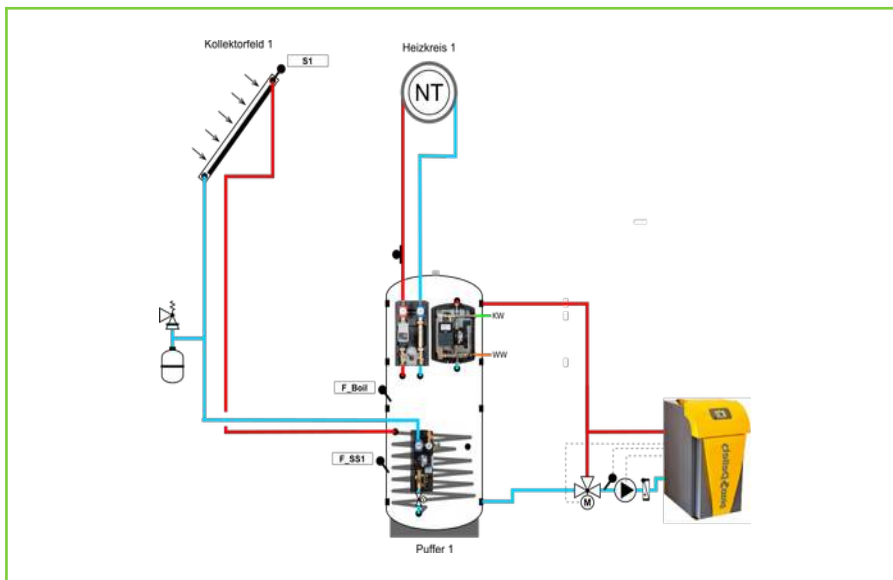 Kollektorfeld 1
S1
Heizkreis 1
NT
KW
WW
F_Boil
F_SS1
M
Puffer 1